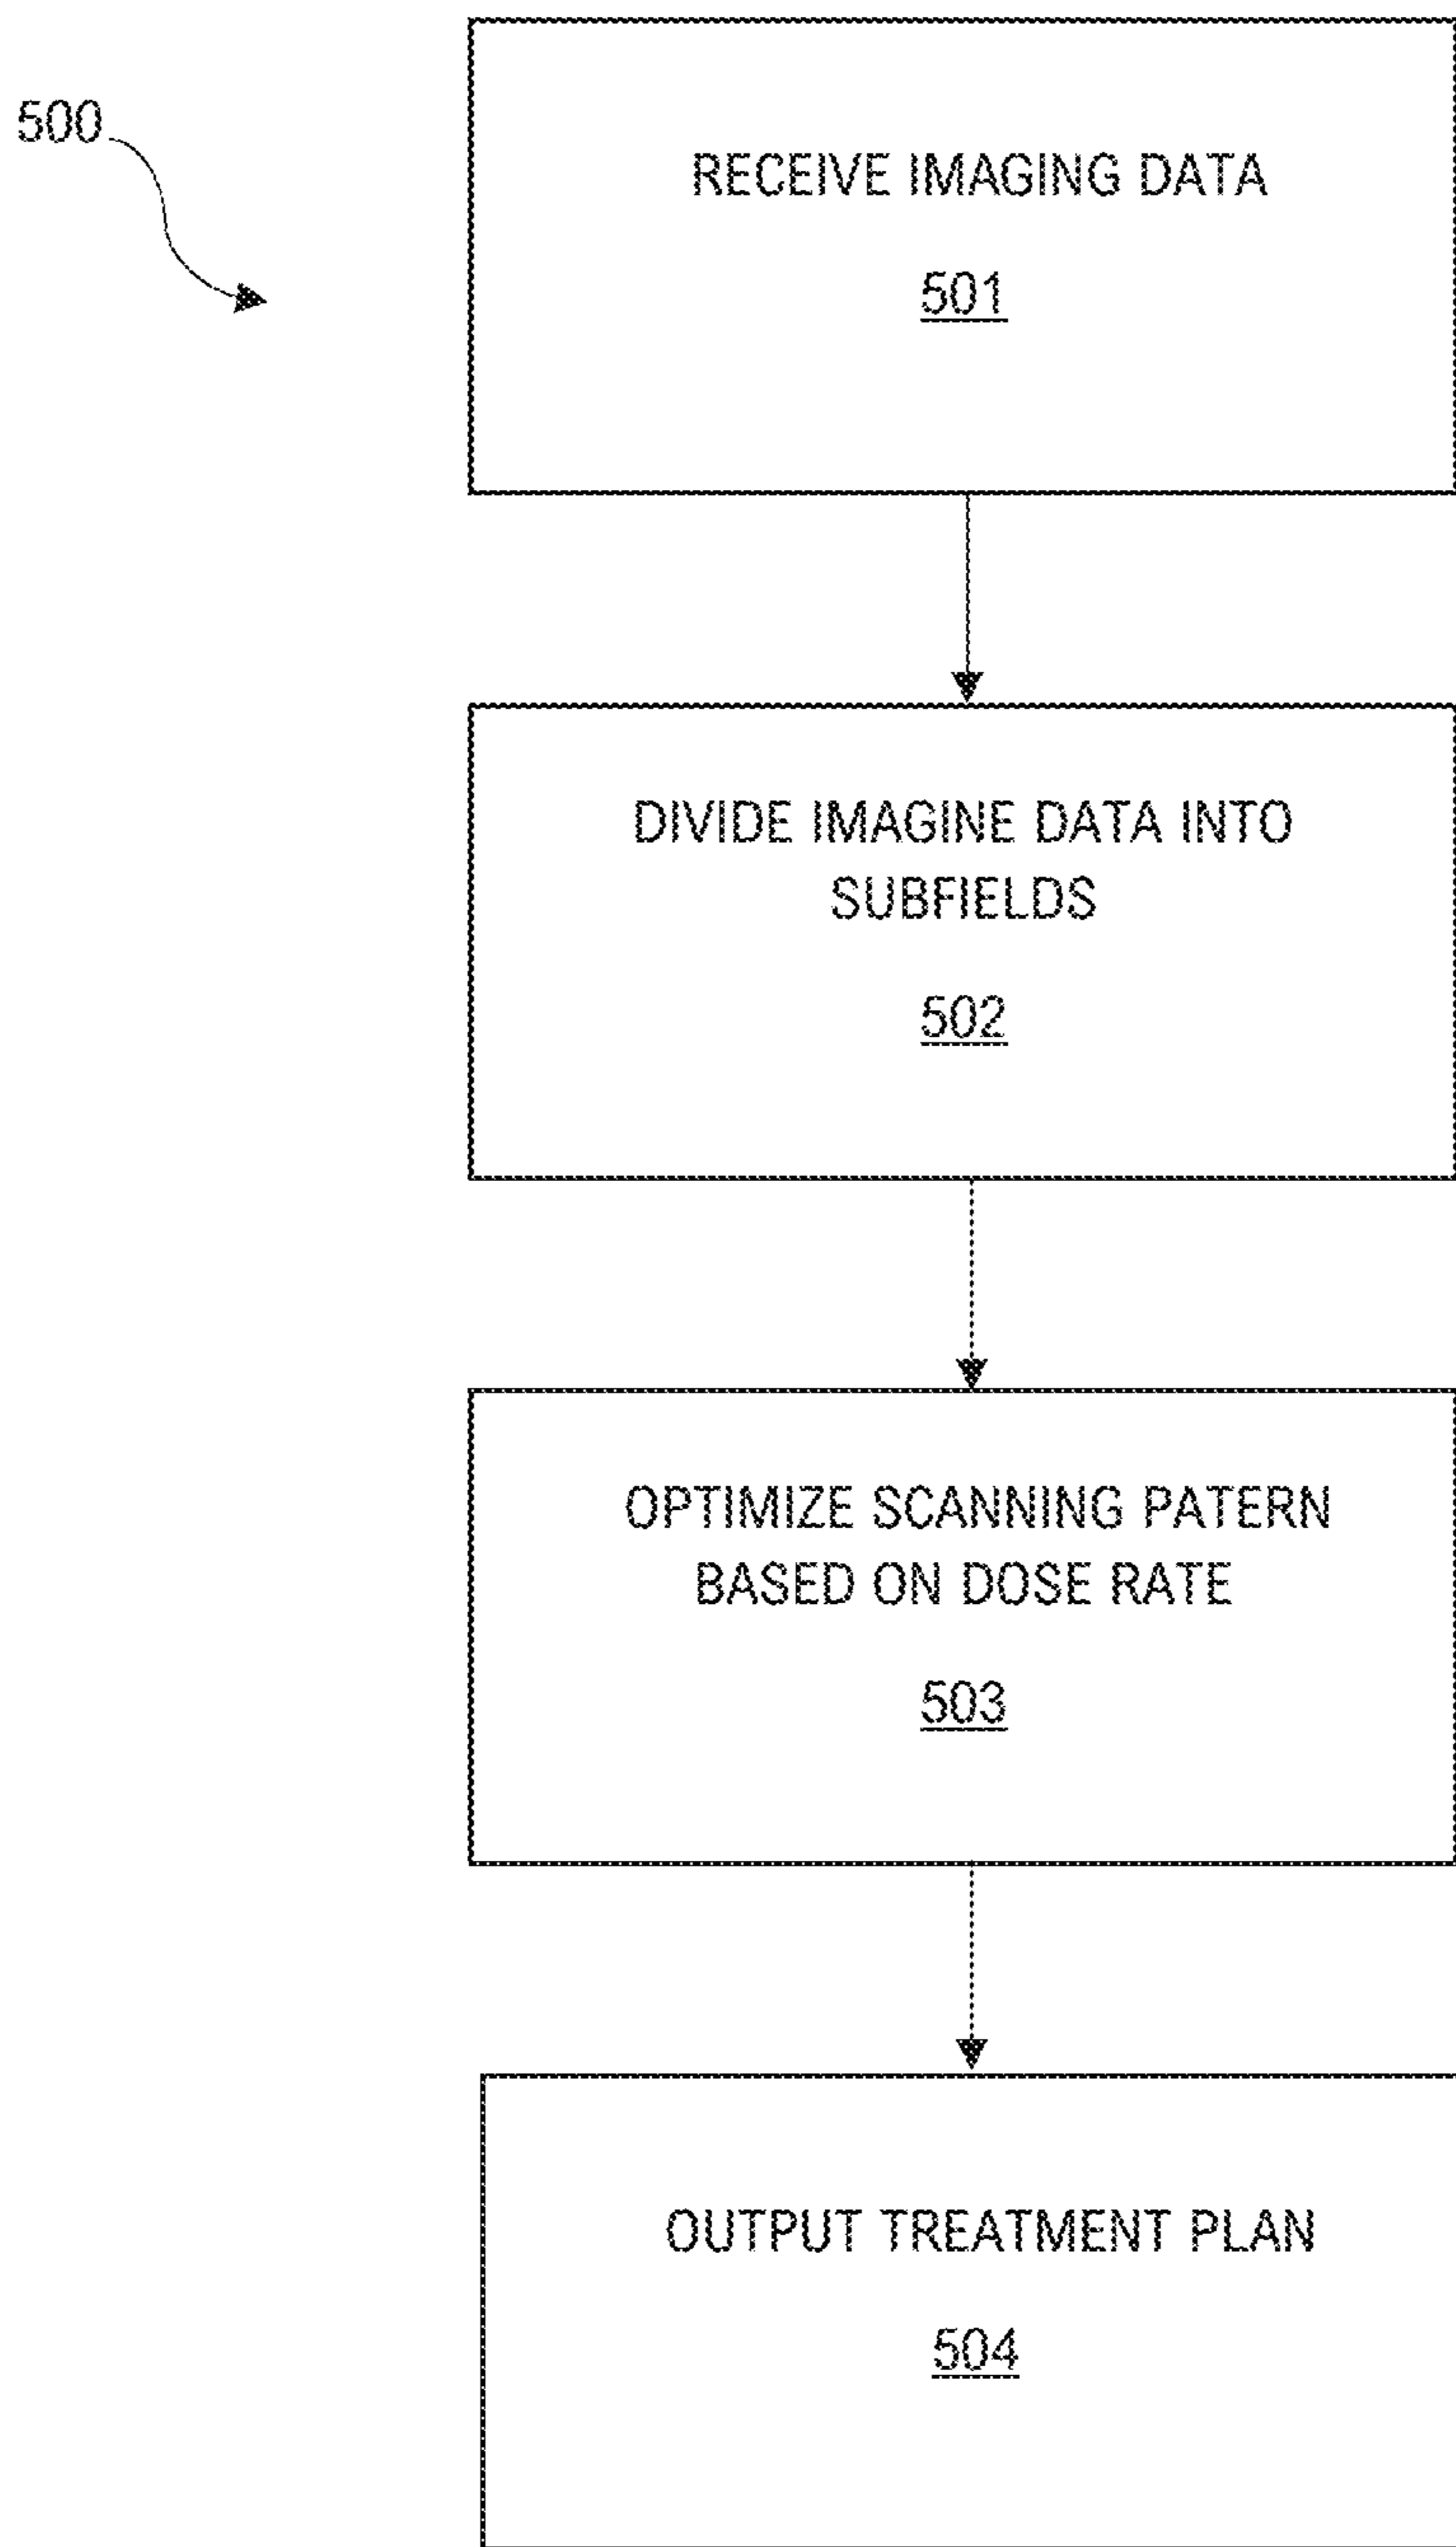 500
RECEIVE IMAGING DATA
501
DIVIDE IMAGINE DATA INTO
SUBFIELDS
502
OPTIMIZE SCANNING PATERN
BASED ON DOSE RATE
503
OUTPUT TREATMENT PLAN
504